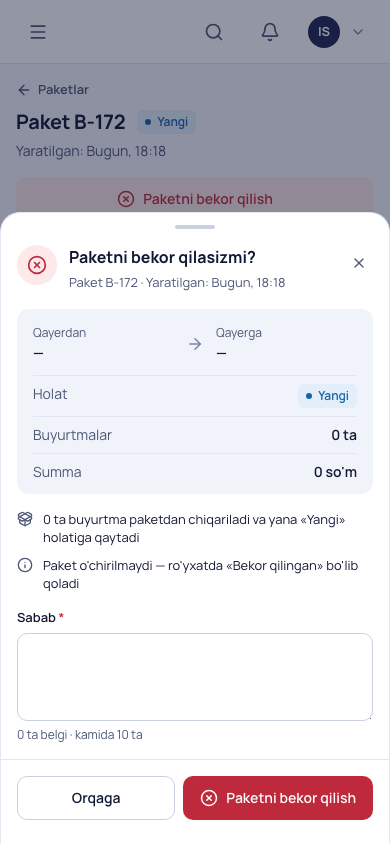 IS
Paketlar
Paket B-172
Yangi
Yaratilgan: Bugun, 18:18
Paketni bekor qilish
Paketni bekor qilasizmi?
Paket B-172 · Yaratilgan: Bugun, 18:18
Qayerdan
Qayerga
—
—
Holat
Yangi
Buyurtmalar
0 ta
Summa
0 so'm
0 ta buyurtma paketdan chiqariladi va yana «Yangi»
holatiga qaytadi
Paket o'chirilmaydi — ro'yxatda «Bekor qilingan» bo'lib
qoladi
Sabab *
0 ta belgi · kamida 10 ta
Orqaga
Paketni bekor qilish